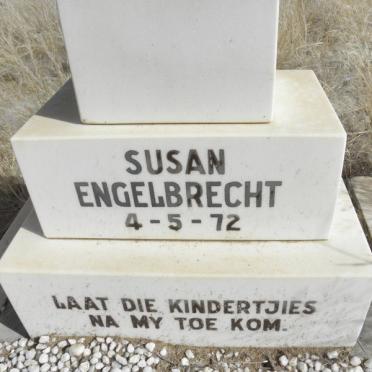 SUSAN
ENGELBRECHT
4-5-72
LAAT DIE KINDERTJIES
NA MY TOE KOM.